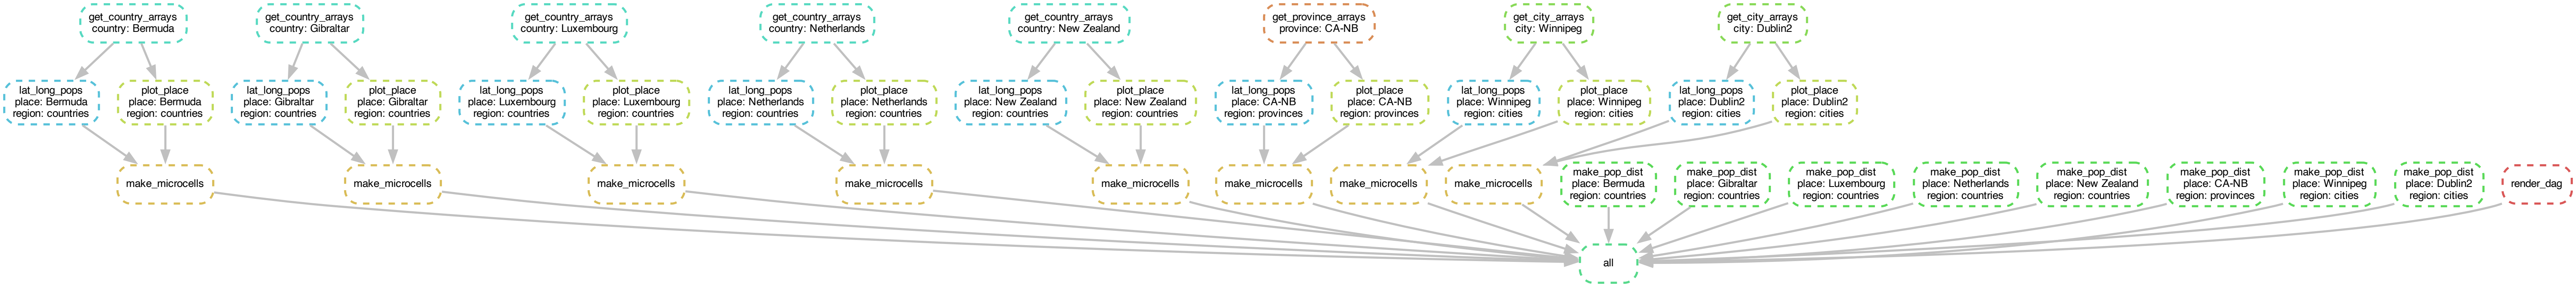 get_country_arrays
country: Bermuda
get_country_arrays
country: Gibraltar
get_country_arrays
country: Luxembourg
get_country_arrays
country: Netherlands
get_country_arrays
country: New Zealand
get_province_arrays
province: CA-NB
get_city_arrays
city: Winnipeg
get_city_arrays
city: Dublin2
lat_long_pops
place: Bermuda
region: countries
plot_place
place: Bermuda
region: countries
lat_long_pops
place: Gibraltar
region: countries
plot_place
place: Gibraltar
region: countries
lat_long_pops
place: Luxembourg
region: countries
plot_place
place: Luxembourg
region: countries
lat_long_pops
place: Netherlands
region: countries
plot_place
place: Netherlands
region: countries
lat_long_pops
place: New Zealand
region: countries
plot_place
place: New Zealand
region: countries
lat_long_pops
place: CA-NB
region: provinces
plot_place
place: CA-NB
region: provinces
lat_long_pops
place: Winnipeg
region: cities
plot_place
place: Winnipeg
region: cities
lat_long_pops
place: Dublin2
region: cities
plot_place
place: Dublin2
region: cities
make_microcells
make_microcells
make_microcells
make_microcells
make_microcells
make_microcells
make_microcells
make_microcells
make_pop_dist
place: Bermuda
region: countries
make_pop_dist
place: Gibraltar
region: countries
make_pop_dist
place: Luxembourg
region: countries
make_pop_dist
place: Netherlands
region: countries
make_pop_dist
place: New Zealand
region: countries
make_pop_dist
place: CA-NB
region: provinces
make_pop_dist
place: Winnipeg
region: cities
make_pop_dist
place: Dublin2
region: cities
render_dag
all